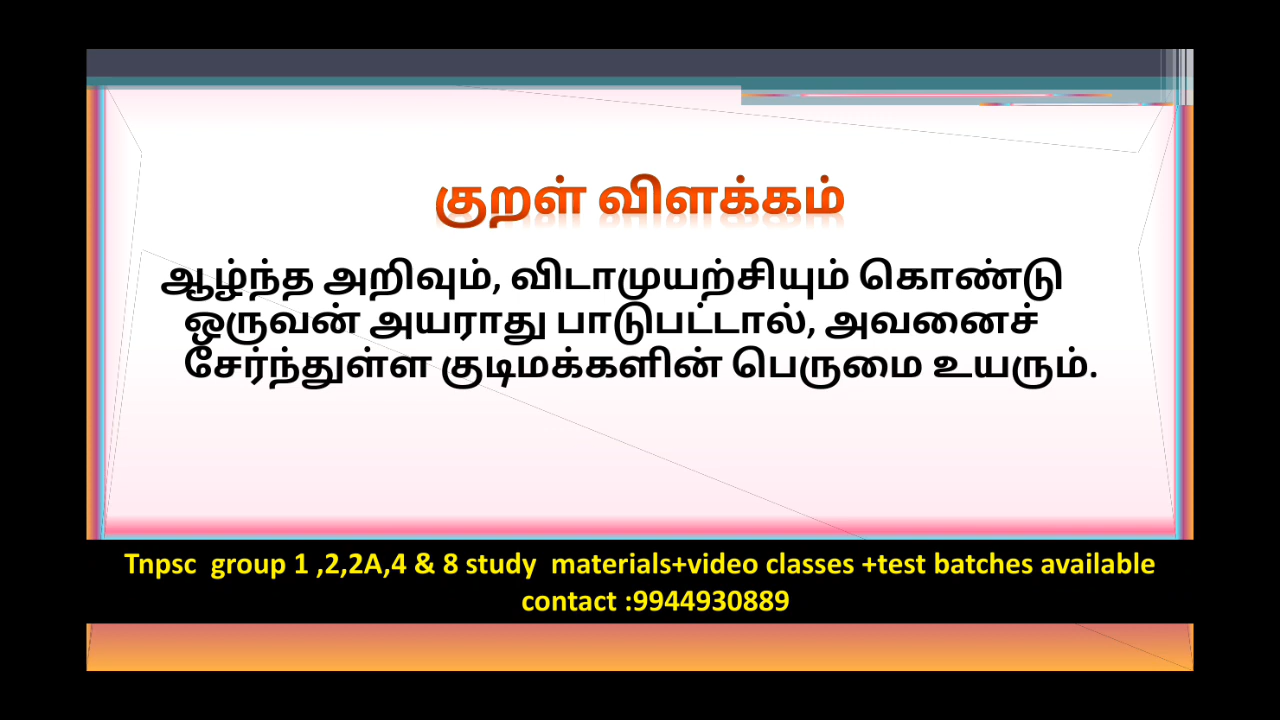 குறள் விளக்கம்
ஆழ்ந்த அறிவும், விடாமுயற்சியும் கொண்டு
ஒருவன் அயராது பாடுபட்டால், அவனைச்
சேர்ந்துள்ள குடிமக்களின் பெருமை உயரும்.
Tnpsc  group 1 ,2,2A,4 & 8 study  materials+video classes +test batches available
contact :9944930889